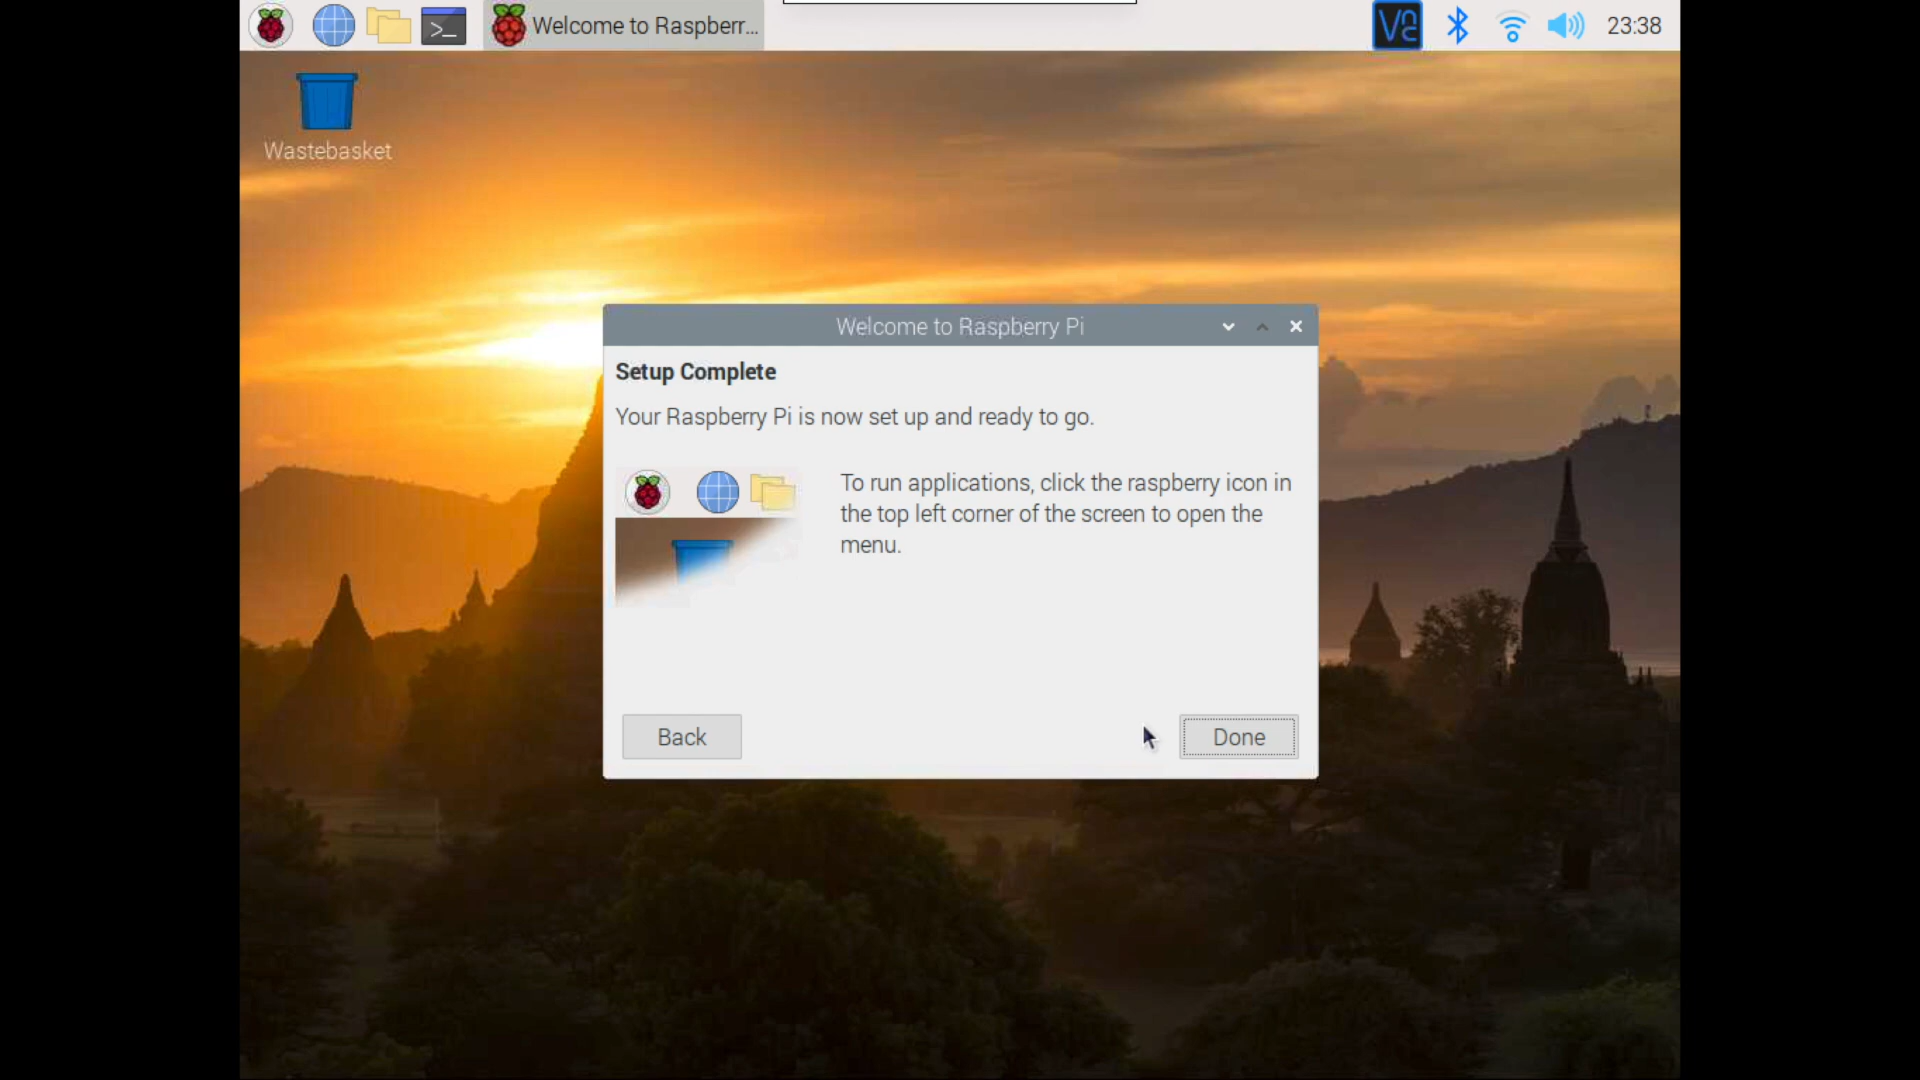 Welcome to Raspberr...
23:38
Wastebasket
Welcome to Raspberry Pi
Setup Complete
Your Raspberry Pi is now set up and ready to go.
To run applications, click the raspberry icon in
the top left corner of the screen to open the
menu.
Back
Done